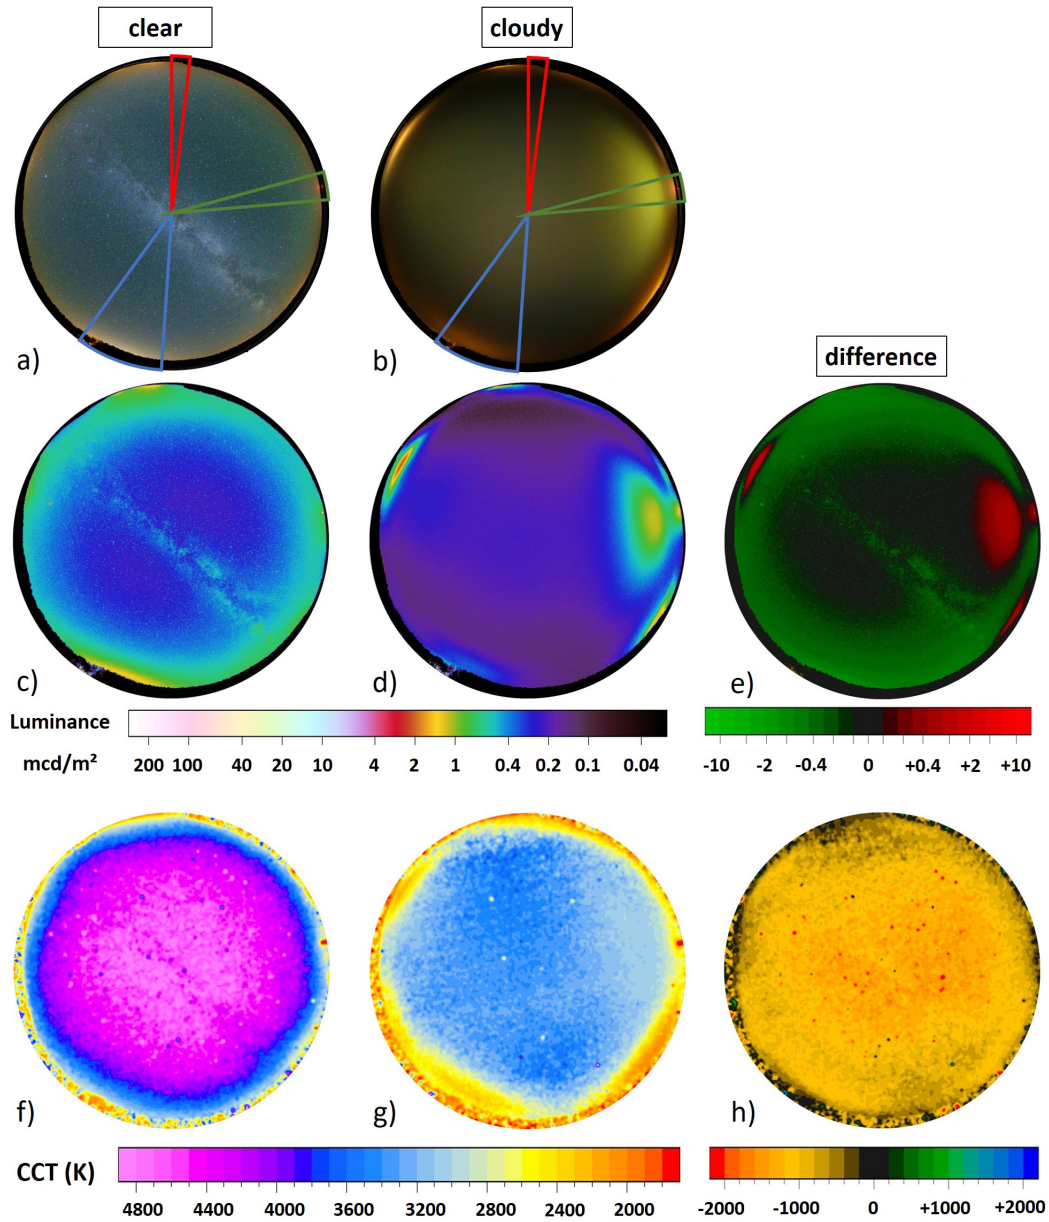 clear
cloudy
a)
b)
difference
c)
d)
e)
Luminance
mcd/m²
200 100 40 20 10 4 2 1 0.4 0.2 0.1 0.04
-10 -2 -0.4 0 +0.4 +2 +10
f)
g)
h)
CCT (K)
4800 4400 4000 3600 3200 2800 2400 2000
-2000 -1000 0 +1000 +2000